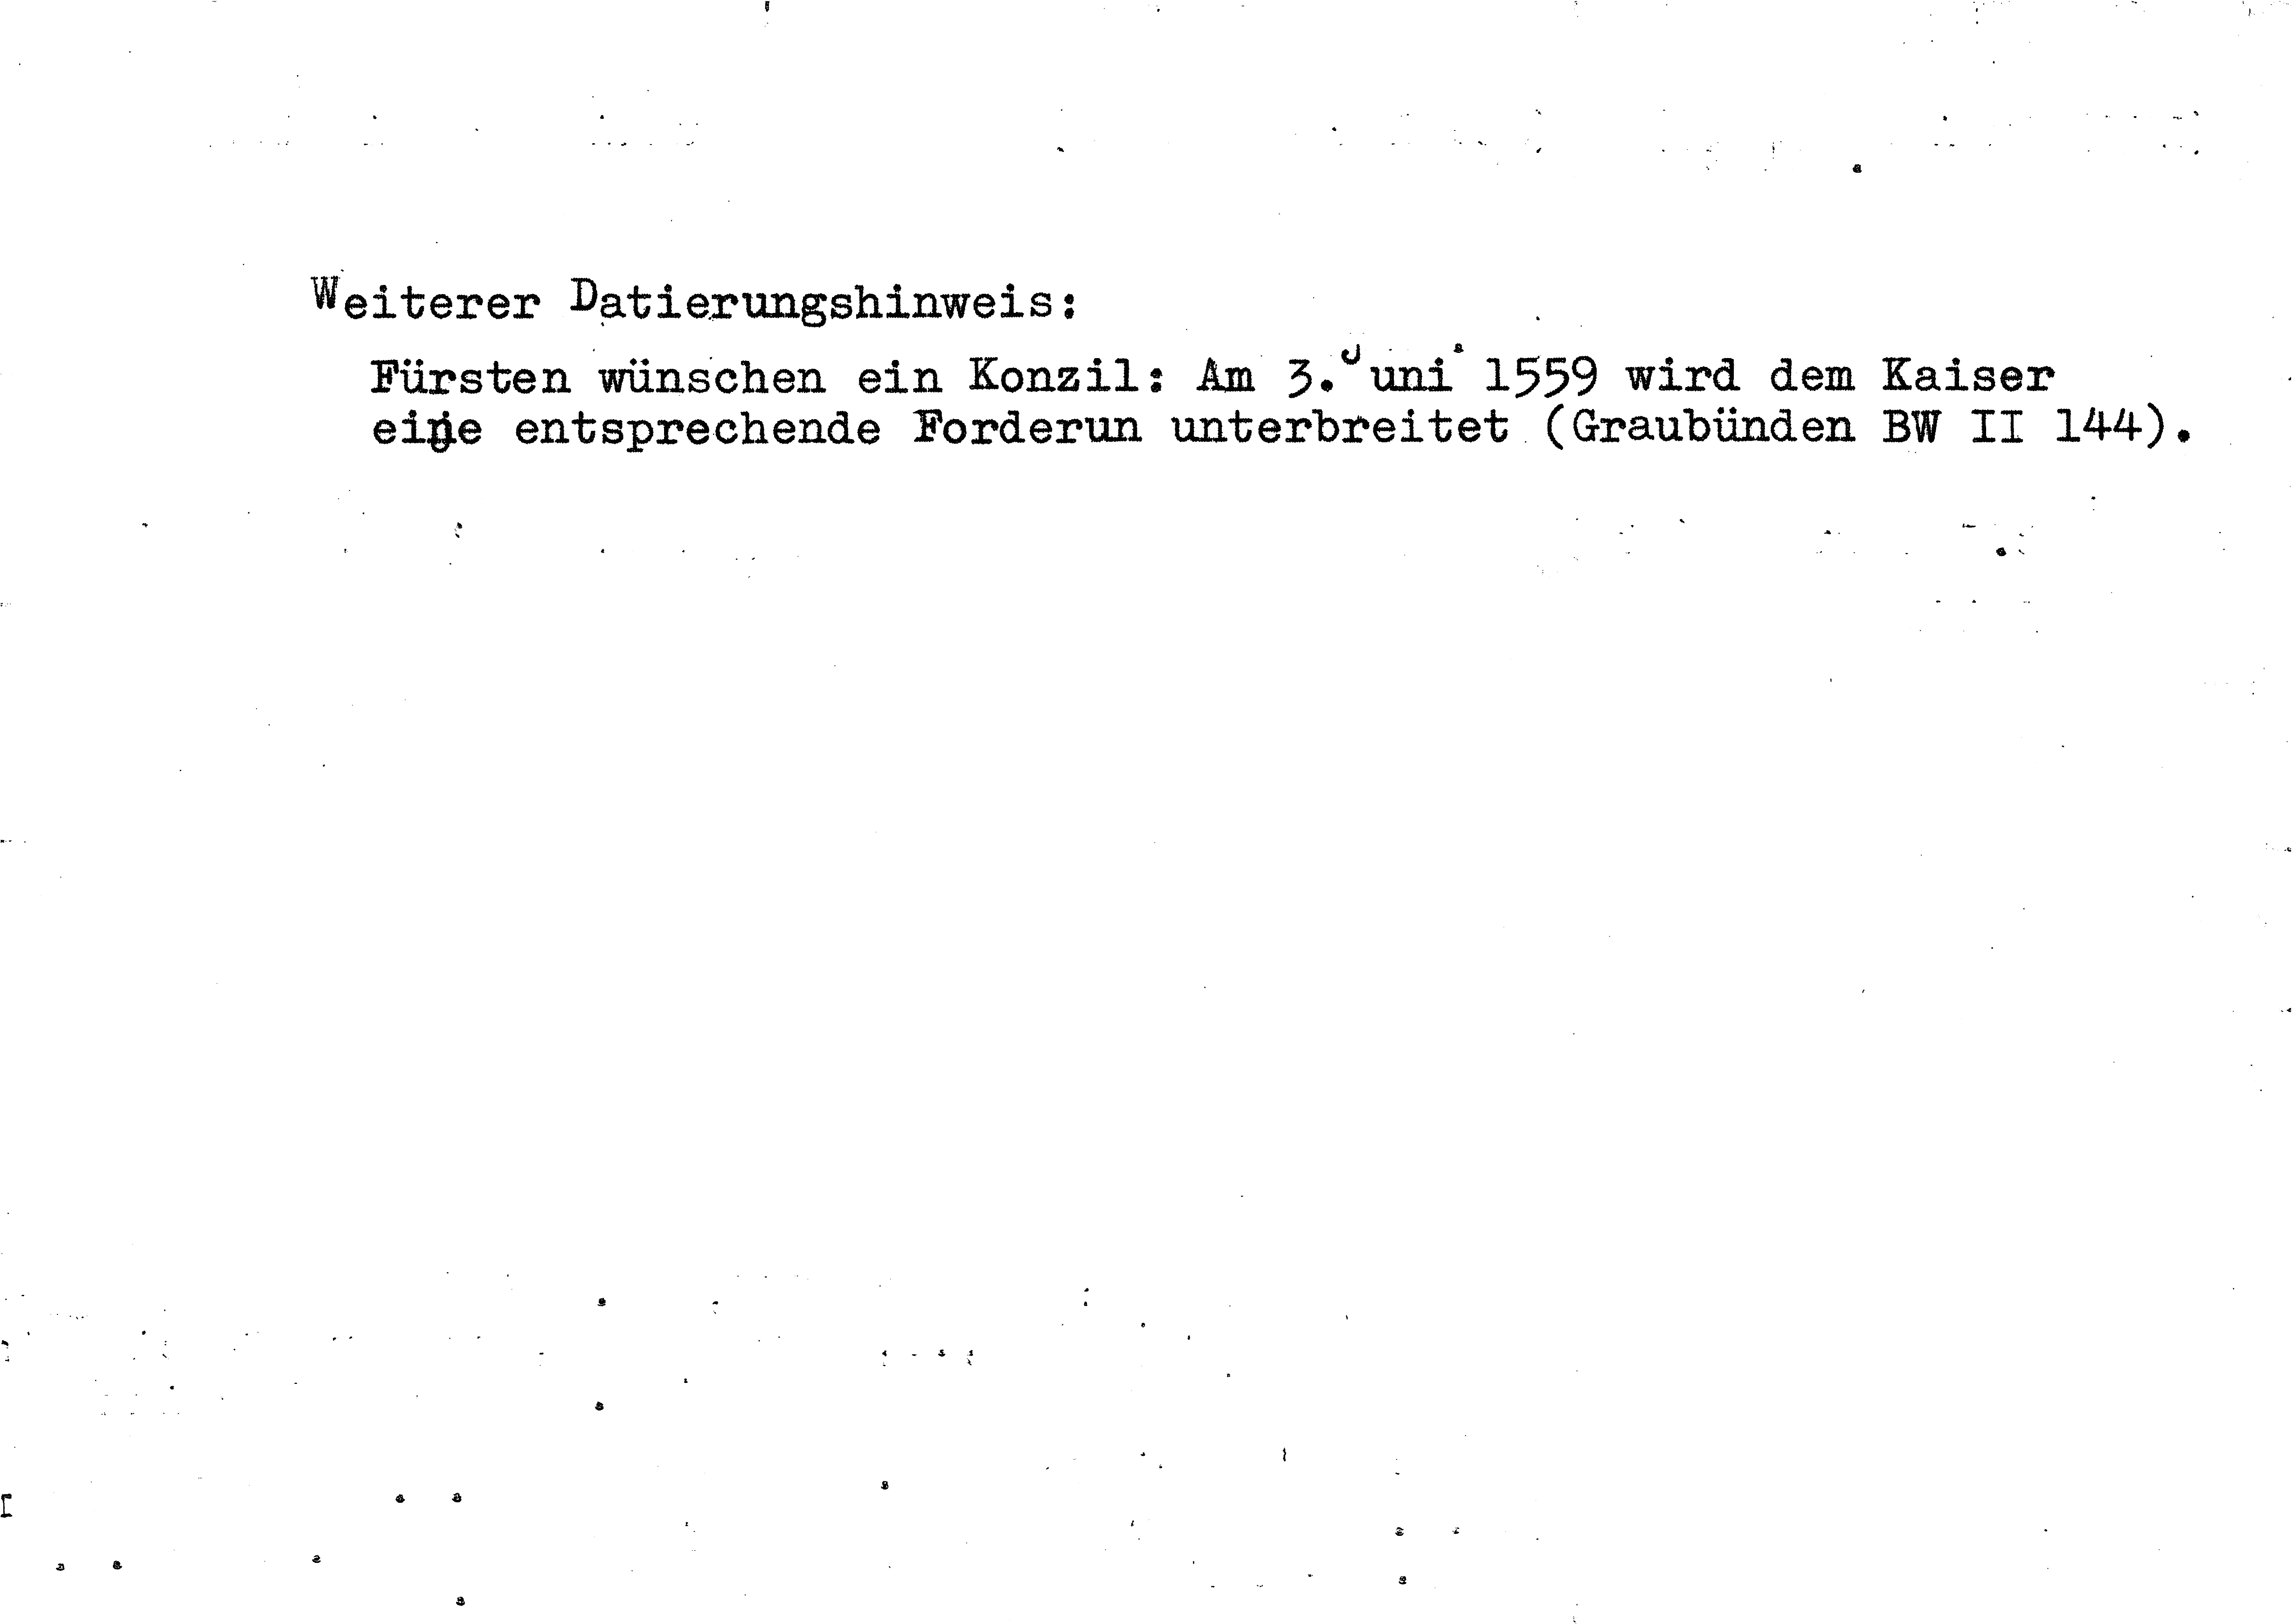 Weiterer Datierungshinweis:
Fürsten wünschen ein Konzil: Am 3.Juni 1559 wird dem Kaiser
eine entsprechende Forderun unterbreitet (Graubünden BW II 144).